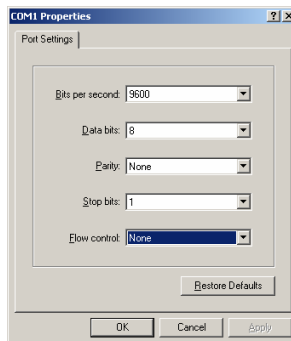 COM1 Properties
Port Settings
Bits per second: 9600
Data bits: 8
Parity: None
Stop bits: 1
Flow control: None
Restore Defaults
OK Cancel Apply